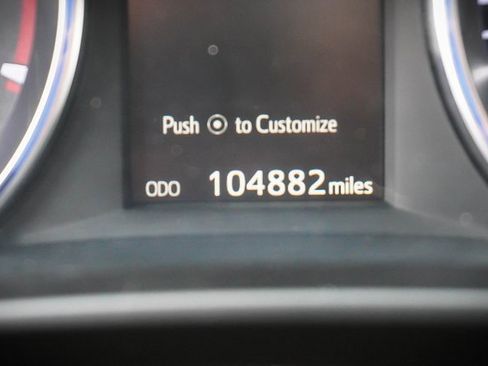 Push ⦿ to Customize
ODO 104882 miles